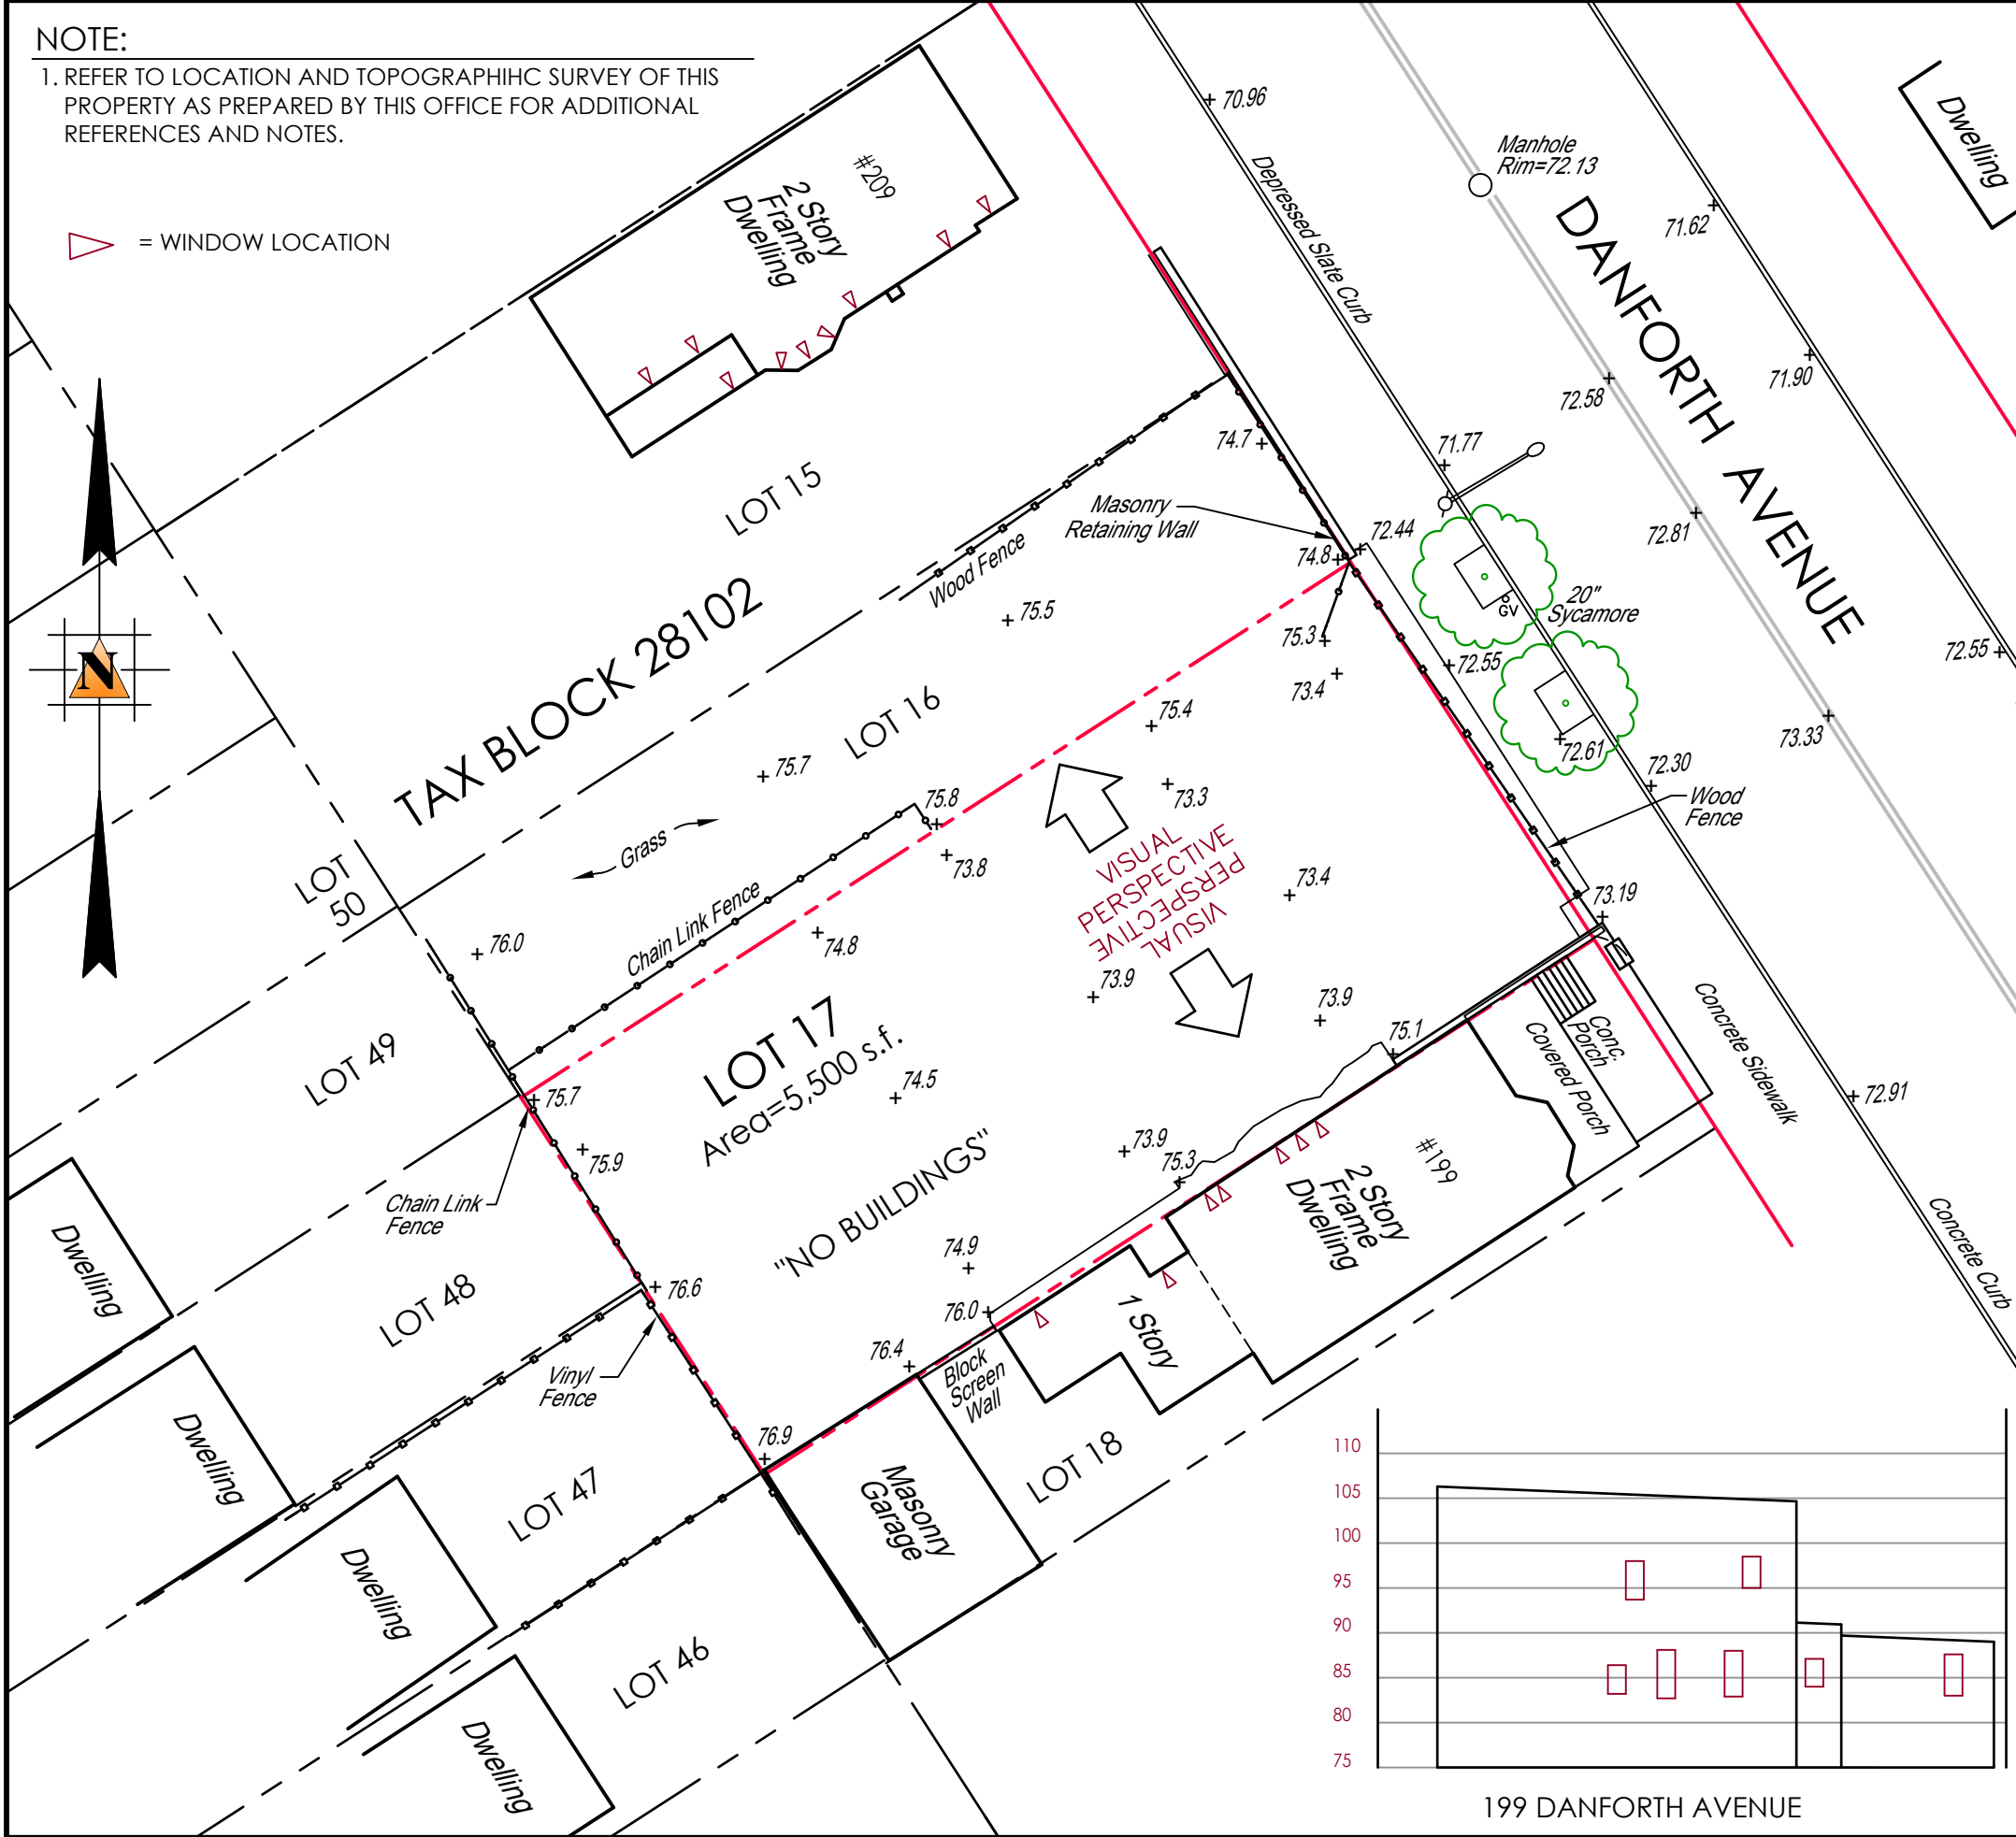 NOTE:
1. REFER TO LOCATION AND TOPOGRAPHIHC SURVEY OF THIS
PROPERTY AS PREPARED BY THIS OFFICE FOR ADDITIONAL
REFERENCES AND NOTES.
= WINDOW LOCATION
#209
2 Story
Frame
Dwelling
70.96
Depressed Slate Curb
Manhole
Rim=72.13
DANFORTH AVENUE
71.62
Dwelling
71.90
72.58
72.81
71.77
74.7
Masonry
Retaining Wall
72.44
74.8
LOT 15
Wood Fence
75.5
75.3
73.4
72.55
20"
Sycamore
GV
72.55
72.61
72.30
73.33
Wood
Fence
TAX BLOCK 28102
LOT 16
75.7
75.4
75.8
73.3
73.8
Grass
Chain Link Fence
N
LOT
50
76.0
74.8
VISUAL
PERSPECTIVE
VISUAL
PERSPECTIVE
73.4
73.19
73.9
73.9
75.1
LOT 17
Area=5,500 s.f.
74.5
LOT 49
75.7
75.9
Chain Link
Fence
"NO BUILDINGS"
73.9
75.3
Conc.
Porch
Covered Porch
Concrete Sidewalk
72.91
#199
2 Story
Frame
Dwelling
Concrete Curb
Dwelling
LOT 48
76.6
74.9
76.0
76.4
1 Story
Block
Screen
Wall
Vinyl
Fence
76.9
Dwelling
LOT 47
Masonry
Garage
LOT 18
Dwelling
LOT 46
Dwelling
110
105
100
95
90
85
80
75
199 DANFORTH AVENUE